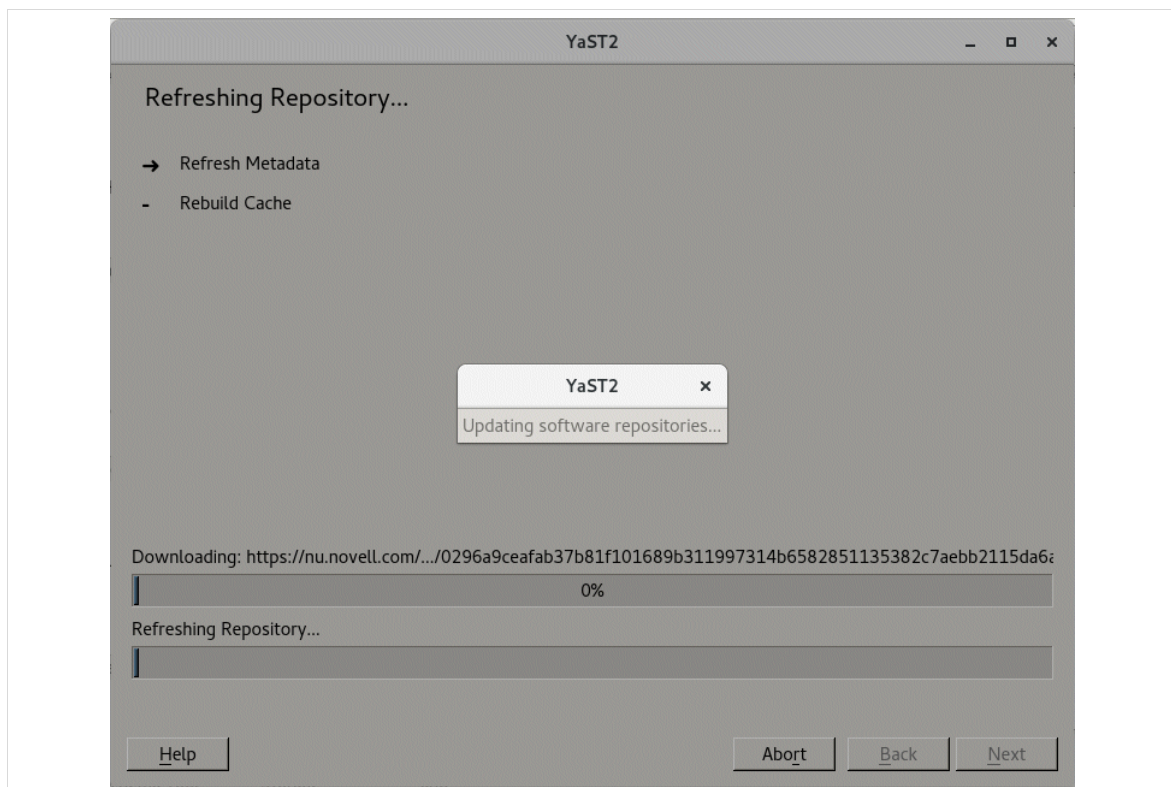 YaST2
Refreshing Repository...
Refresh Metadata
- Rebuild Cache
YaST2
Updating software repositories...
Downloading: https://nu.novell.com/.../0296a9ceafab37b81f101689b311997314b6582851135382c7aebb2115da6a
0%
Refreshing Repository...
Help Abort Back Next